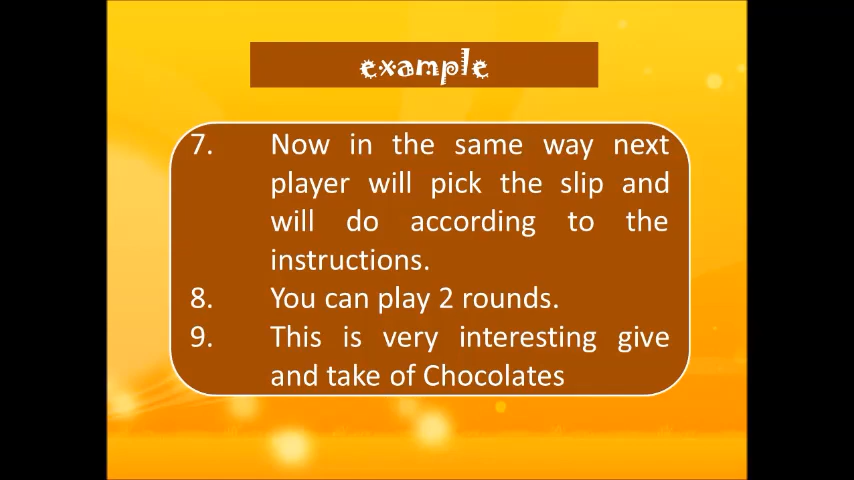 example
7. Now in the same way next
player will pick the slip and
will do according to the
instructions.
8. You can play 2 rounds.
9. This is very interesting give
and take of Chocolates